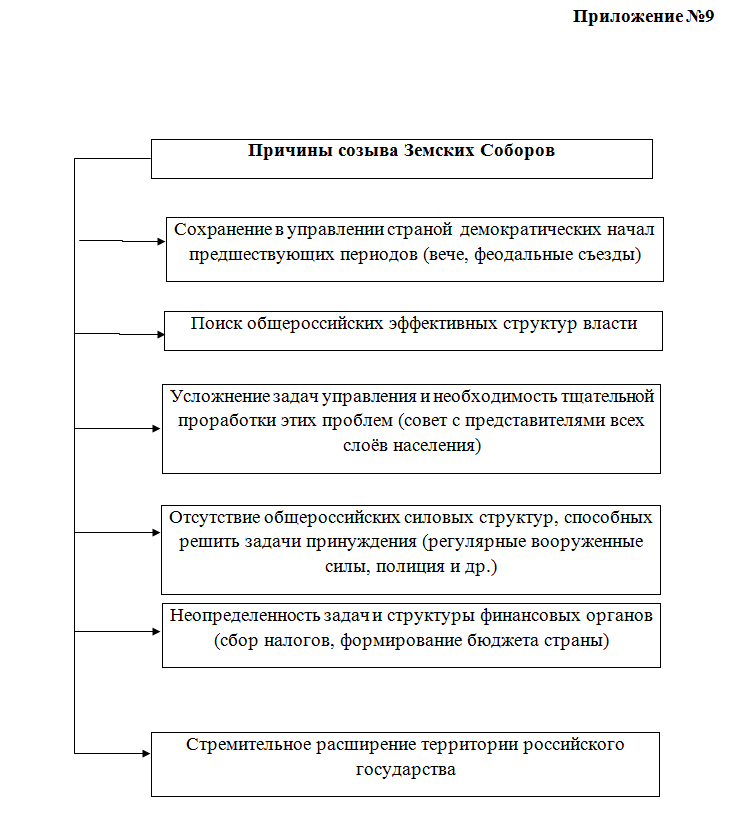 Приложение №9
Причины созыва Земских Соборов
Сохранение в управлении страной демократических начал
предшествующих периодов (вече, феодальные съезды)
Поиск общероссийских эффективных структур власти
Усложнение задач управления и необходимость тщательной
проработки этих проблем (совет с представителями всех
слоёв населения)
Отсутствие общероссийских силовых структур, способных
решить задачи принуждения (регулярные вооруженные
силы, полиция и др.)
Неопределенность задач и структуры финансовых органов
(сбор налогов, формирование бюджета страны)
Стремительное расширение территории российского
государства